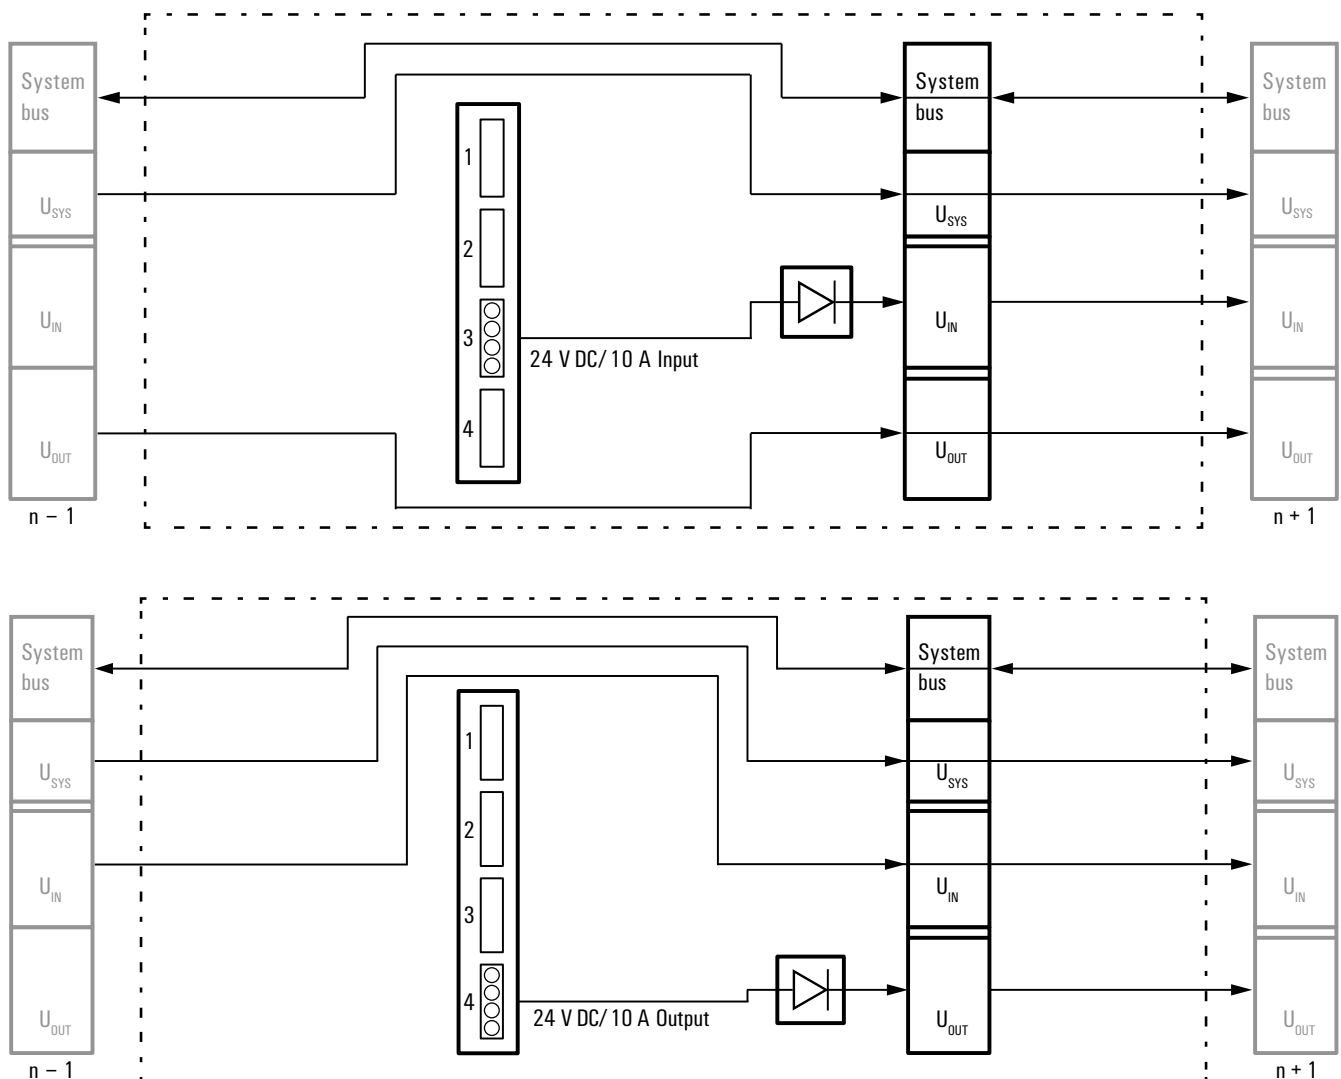 System
bus
U_SYS
U_IN
U_OUT
n – 1
1
2
3
4
24 V DC/ 10 A Input
System
bus
U_SYS
U_IN
U_OUT
System
bus
U_SYS
U_IN
U_OUT
n + 1
System
bus
U_SYS
U_IN
U_OUT
n – 1
1
2
3
4
24 V DC/ 10 A Output
System
bus
U_SYS
U_IN
U_OUT
System
bus
U_SYS
U_IN
U_OUT
n + 1